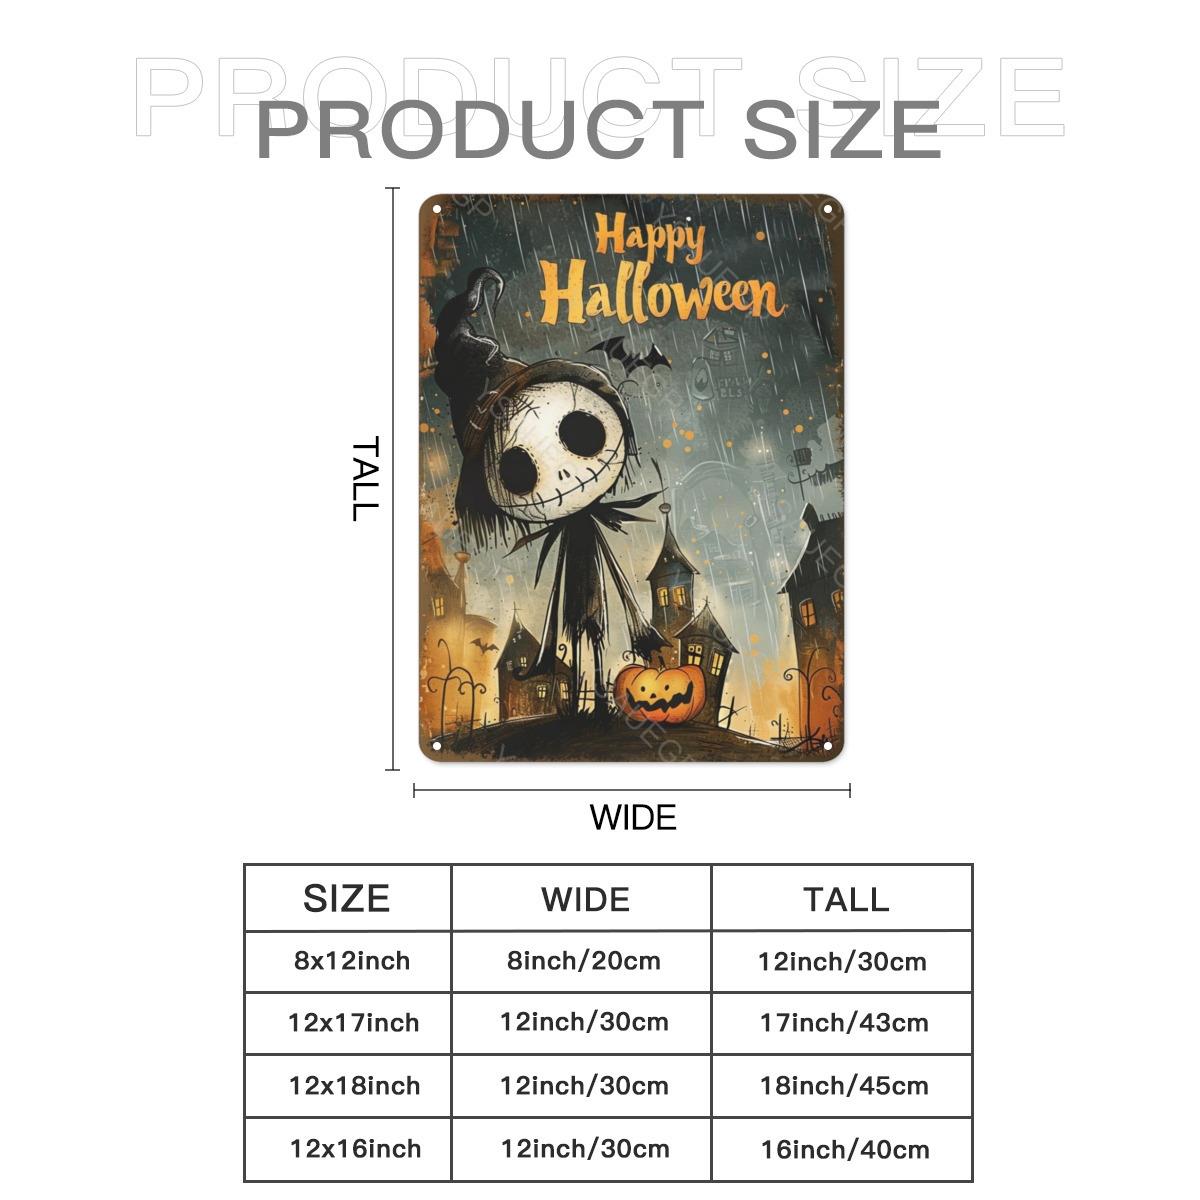 PRODUCT SIZE
PRODUCT SIZE
Happy
Halloween
TALL
WIDE
SIZE WIDE TALL
8x12inch 8inch/20cm 12inch/30cm
12x17inch 12inch/30cm 17inch/43cm
12x18inch 12inch/30cm 18inch/45cm
12x16inch 12inch/30cm 16inch/40cm